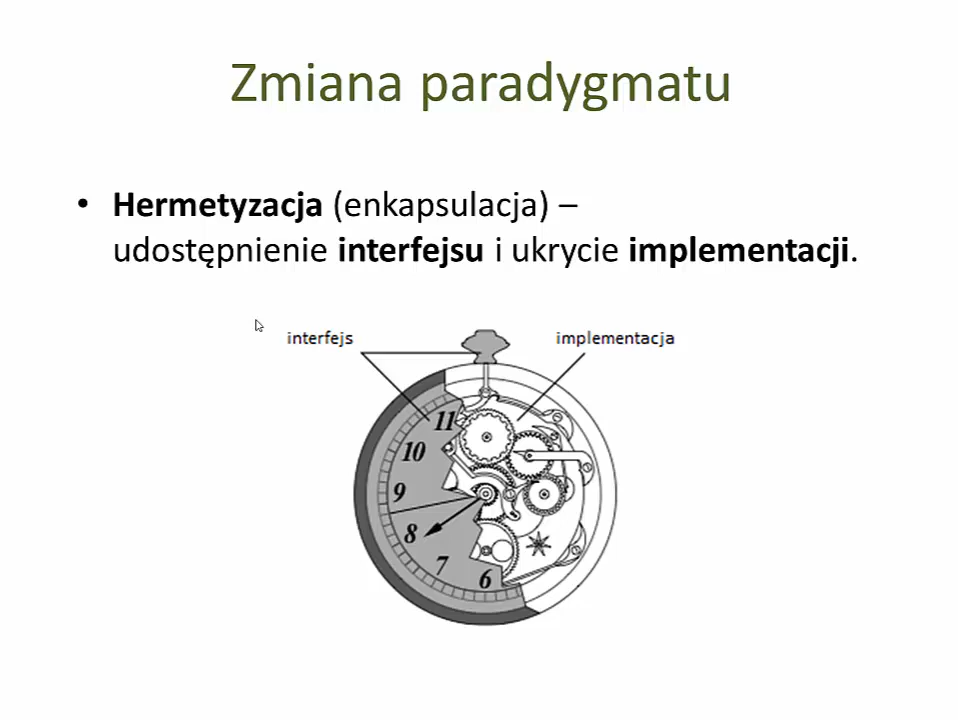 Zmiana paradygmatu
• Hermetyzacja (enkapsulacja) –
udostępnienie interfejsu i ukrycie implementacji.
interfejs
implementacja
11
10
9
8
7
6